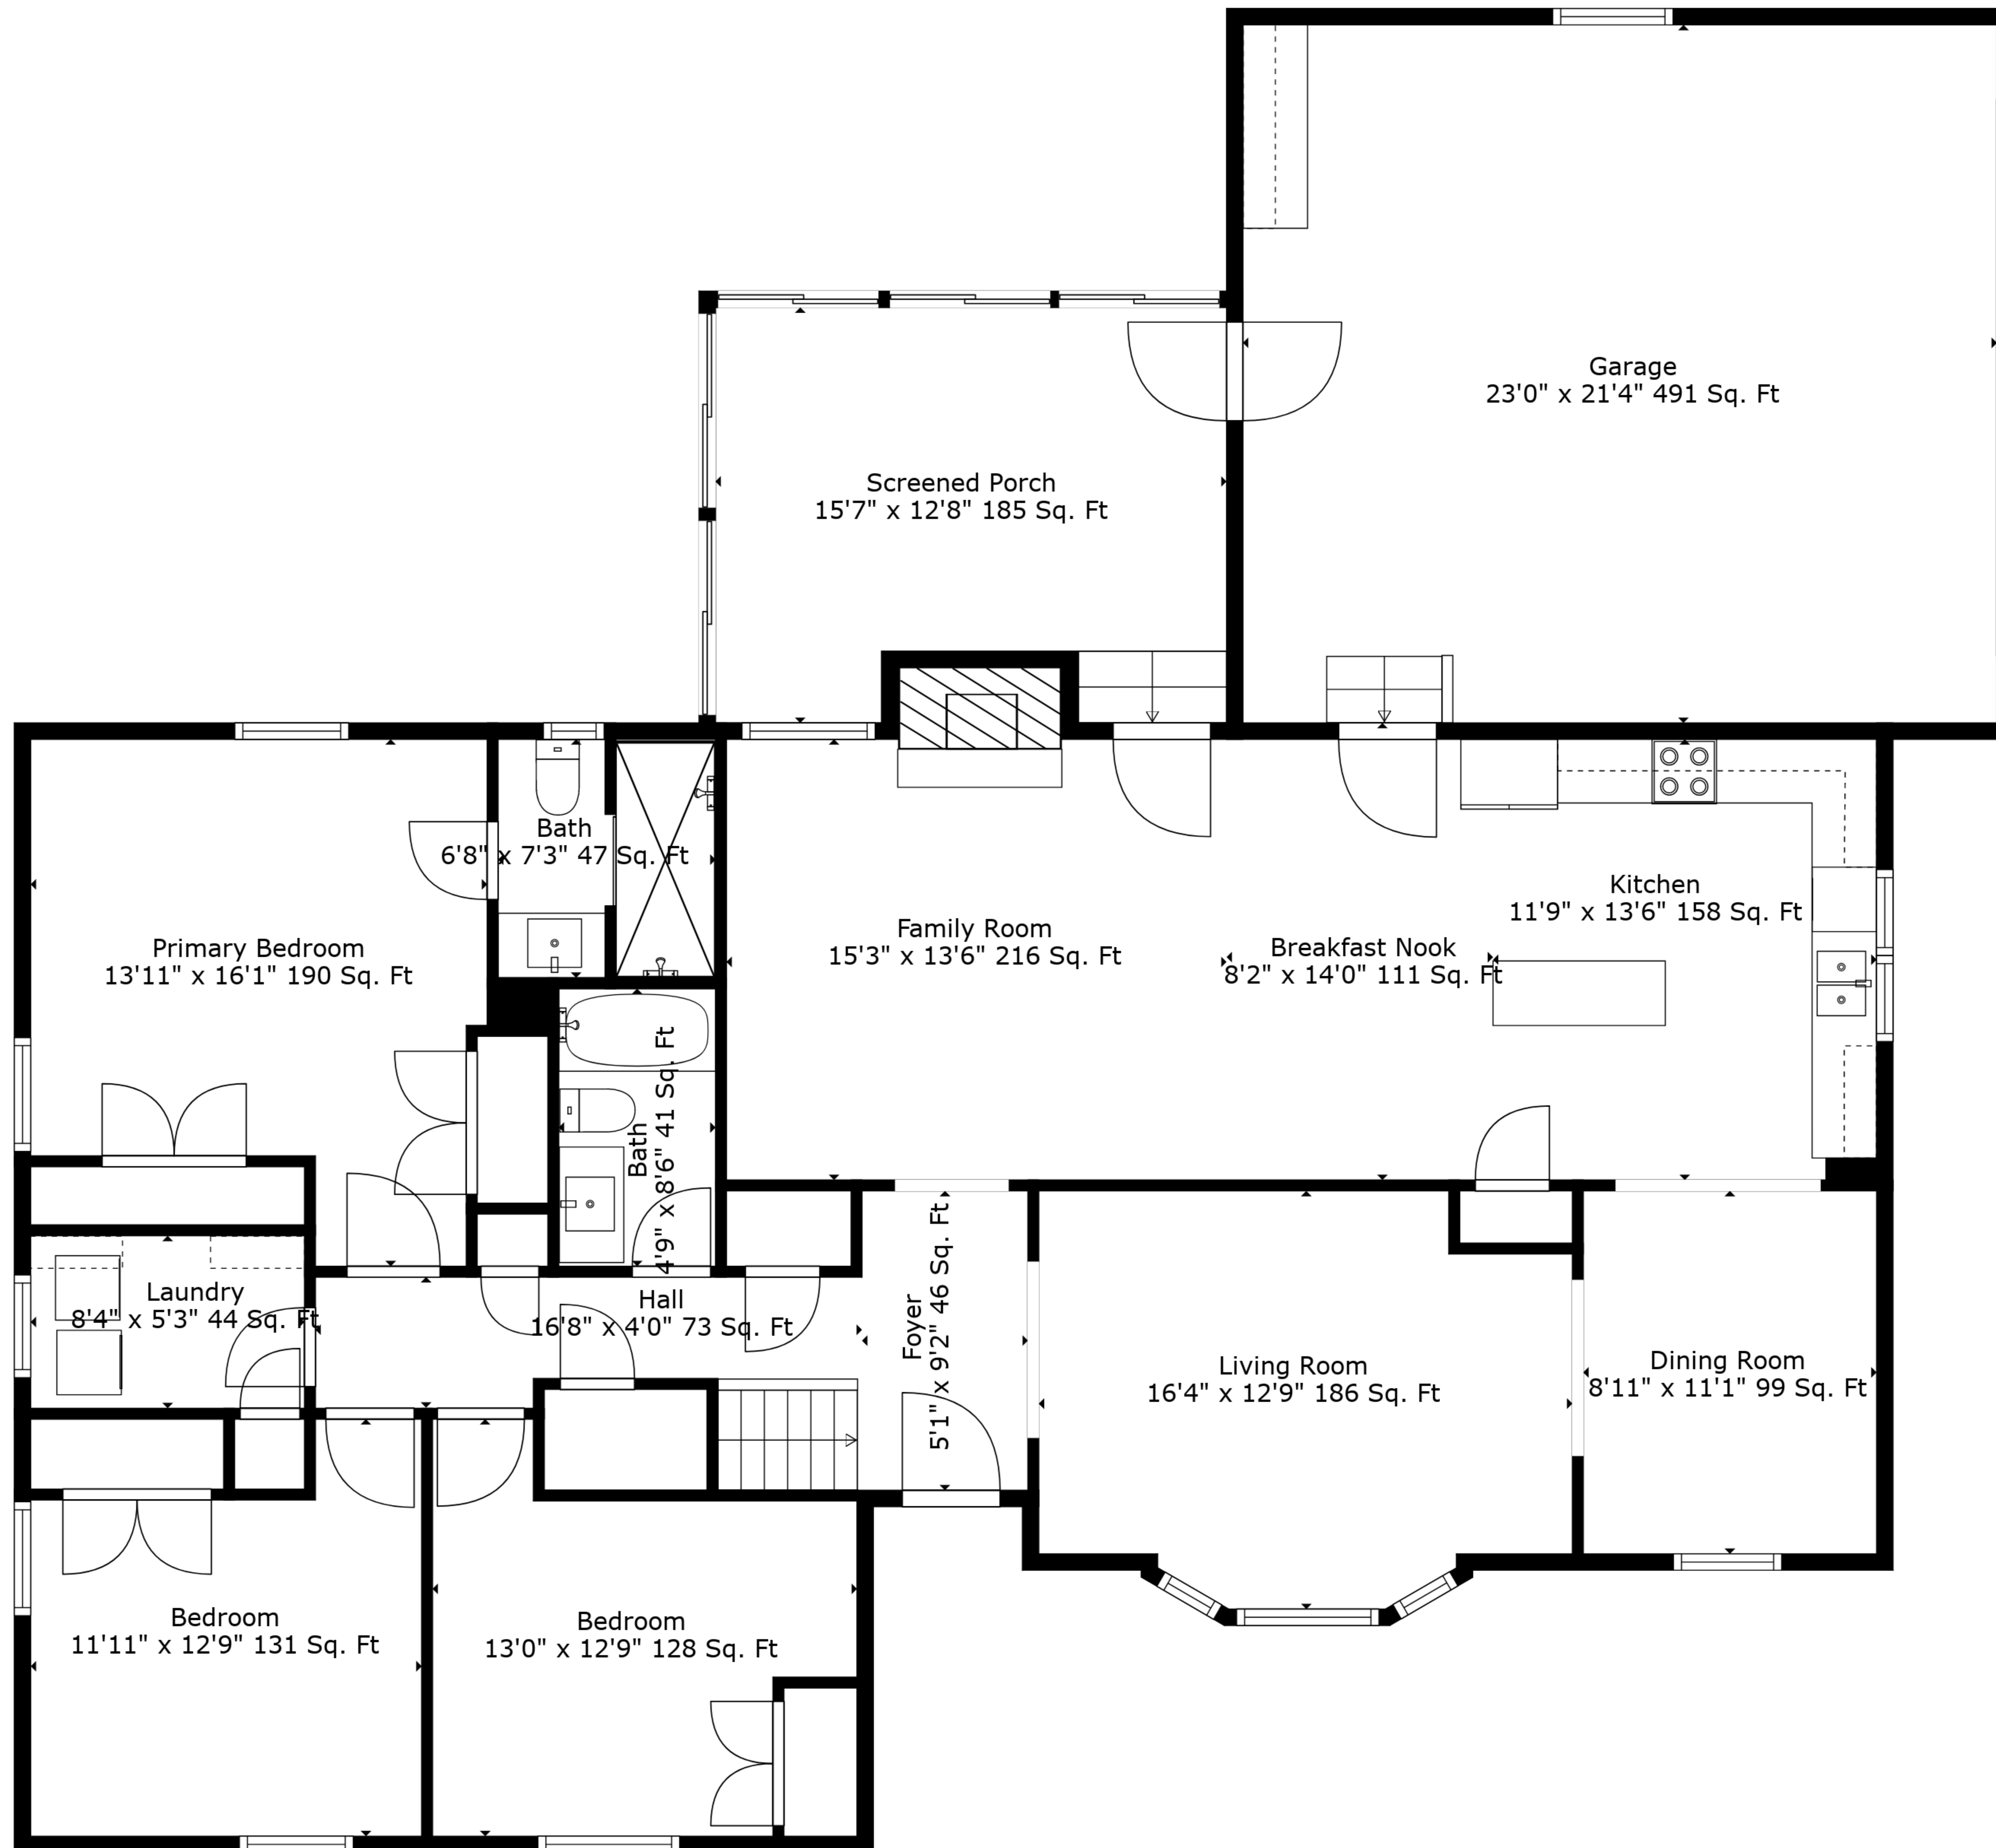 Garage
23'0" x 21'4" 491 Sq. Ft
Screened Porch
15'7" x 12'8" 185 Sq. Ft
Bath
6'8" x 7'3" 47 Sq. Ft
Kitchen
11'9" x 13'6" 158 Sq. Ft
Family Room
15'3" x 13'6" 216 Sq. Ft
Breakfast Nook
8'2" x 14'0" 111 Sq. Ft
Primary Bedroom
13'11" x 16'1" 190 Sq. Ft
Bath
4'9" x 8'6" 41 Sq. Ft
Laundry
8'4" x 5'3" 44 Sq. Ft
Hall
16'8" x 4'0" 73 Sq. Ft
Foyer
5'1" x 9'2" 46 Sq. Ft
Living Room
16'4" x 12'9" 186 Sq. Ft
Dining Room
8'11" x 11'1" 99 Sq. Ft
Bedroom
11'11" x 12'9" 131 Sq. Ft
Bedroom
13'0" x 12'9" 128 Sq. Ft